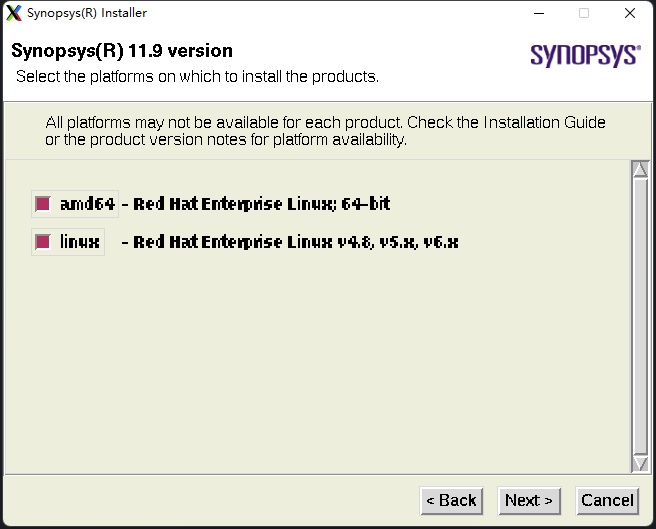 Synopsys(R) Installer
Synopsys(R) 11.9 version
SYNOPSYS®
Select the platforms on which to install the products.
All platforms may not be available for each product. Check the Installation Guide
or the product version notes for platform availability.
amd64 - Red Hat Enterprise Linux; 64-bit
linux - Red Hat Enterprise Linux v4.8, v5.x, v6.x
< Back Next > Cancel